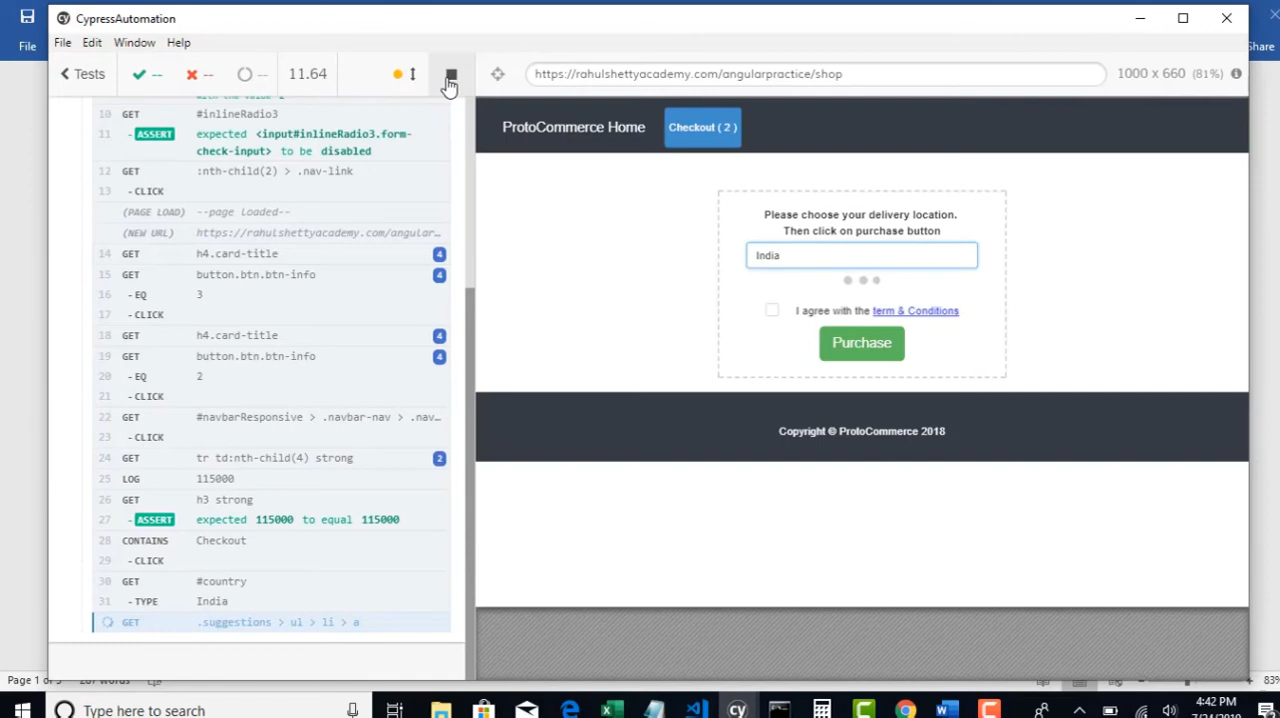 CypressAutomation
File
Edit
Window
Help
File
Share
Tests
--
--
--
11.64
https://rahulshettyacademy.com/angularpractice/shop
1000 x 660 (81%)
10 GET #inlineRadio3
11 -ASSERT expected <input#inlineRadio3.form-
check-input> to be disabled
12 GET :nth-child(2) > .nav-link
13 -CLICK
(PAGE LOAD) --page loaded--
(NEW URL) https://rahulshettyacademy.com/angular…
14 GET h4.card-title 4
15 GET button.btn.btn-info 4
16 -EQ 3
17 -CLICK
18 GET h4.card-title 4
19 GET button.btn.btn-info 4
20 -EQ 2
21 -CLICK
22 GET #navbarResponsive > .navbar-nav > .nav…
23 -CLICK
24 GET tr td:nth-child(4) strong 2
25 LOG 115000
26 GET h3 strong
27 -ASSERT expected 115000 to equal 115000
28 CONTAINS Checkout
29 -CLICK
30 GET #country
31 -TYPE India
GET .suggestions > ul > li > a
ProtoCommerce Home
Checkout ( 2 )
Please choose your delivery location.
Then click on purchase button
India
I agree with the term & Conditions
Purchase
Copyright © ProtoCommerce 2018
83%
Type here to search
4:42 PM